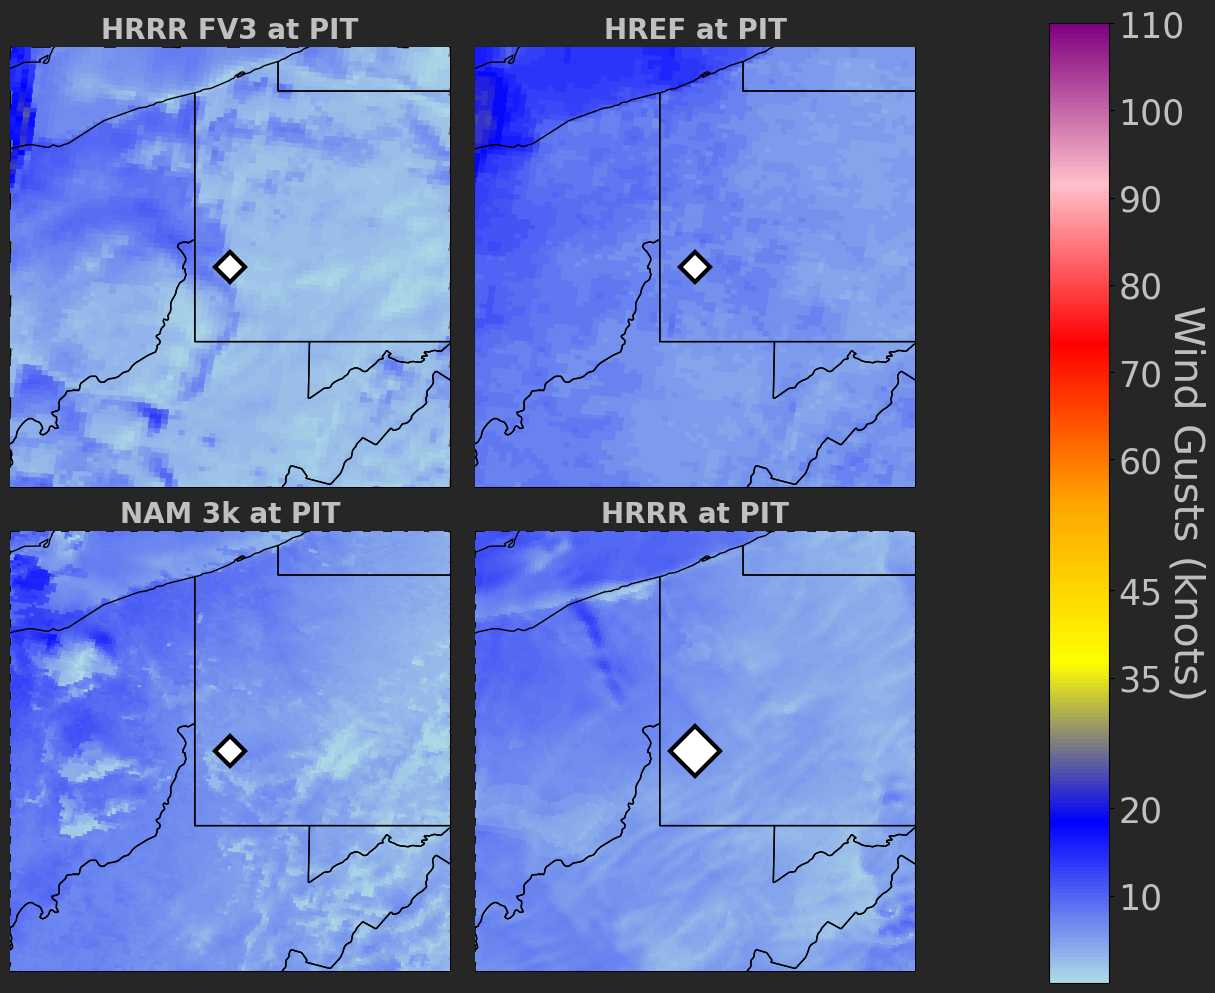 HRRR FV3 at PIT
HREF at PIT
NAM 3k at PIT
HRRR at PIT
110
100
90
80
70
60
45
35
20
10
Wind Gusts (knots)